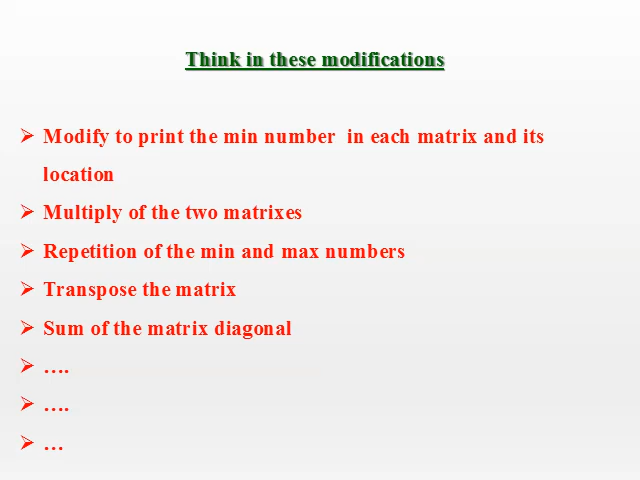 Think in these modifications
➢ Modify to print the min number in each matrix and its
location
➢ Multiply of the two matrixes
➢ Repetition of the min and max numbers
➢ Transpose the matrix
➢ Sum of the matrix diagonal
➢ ….
➢ ….
➢ …